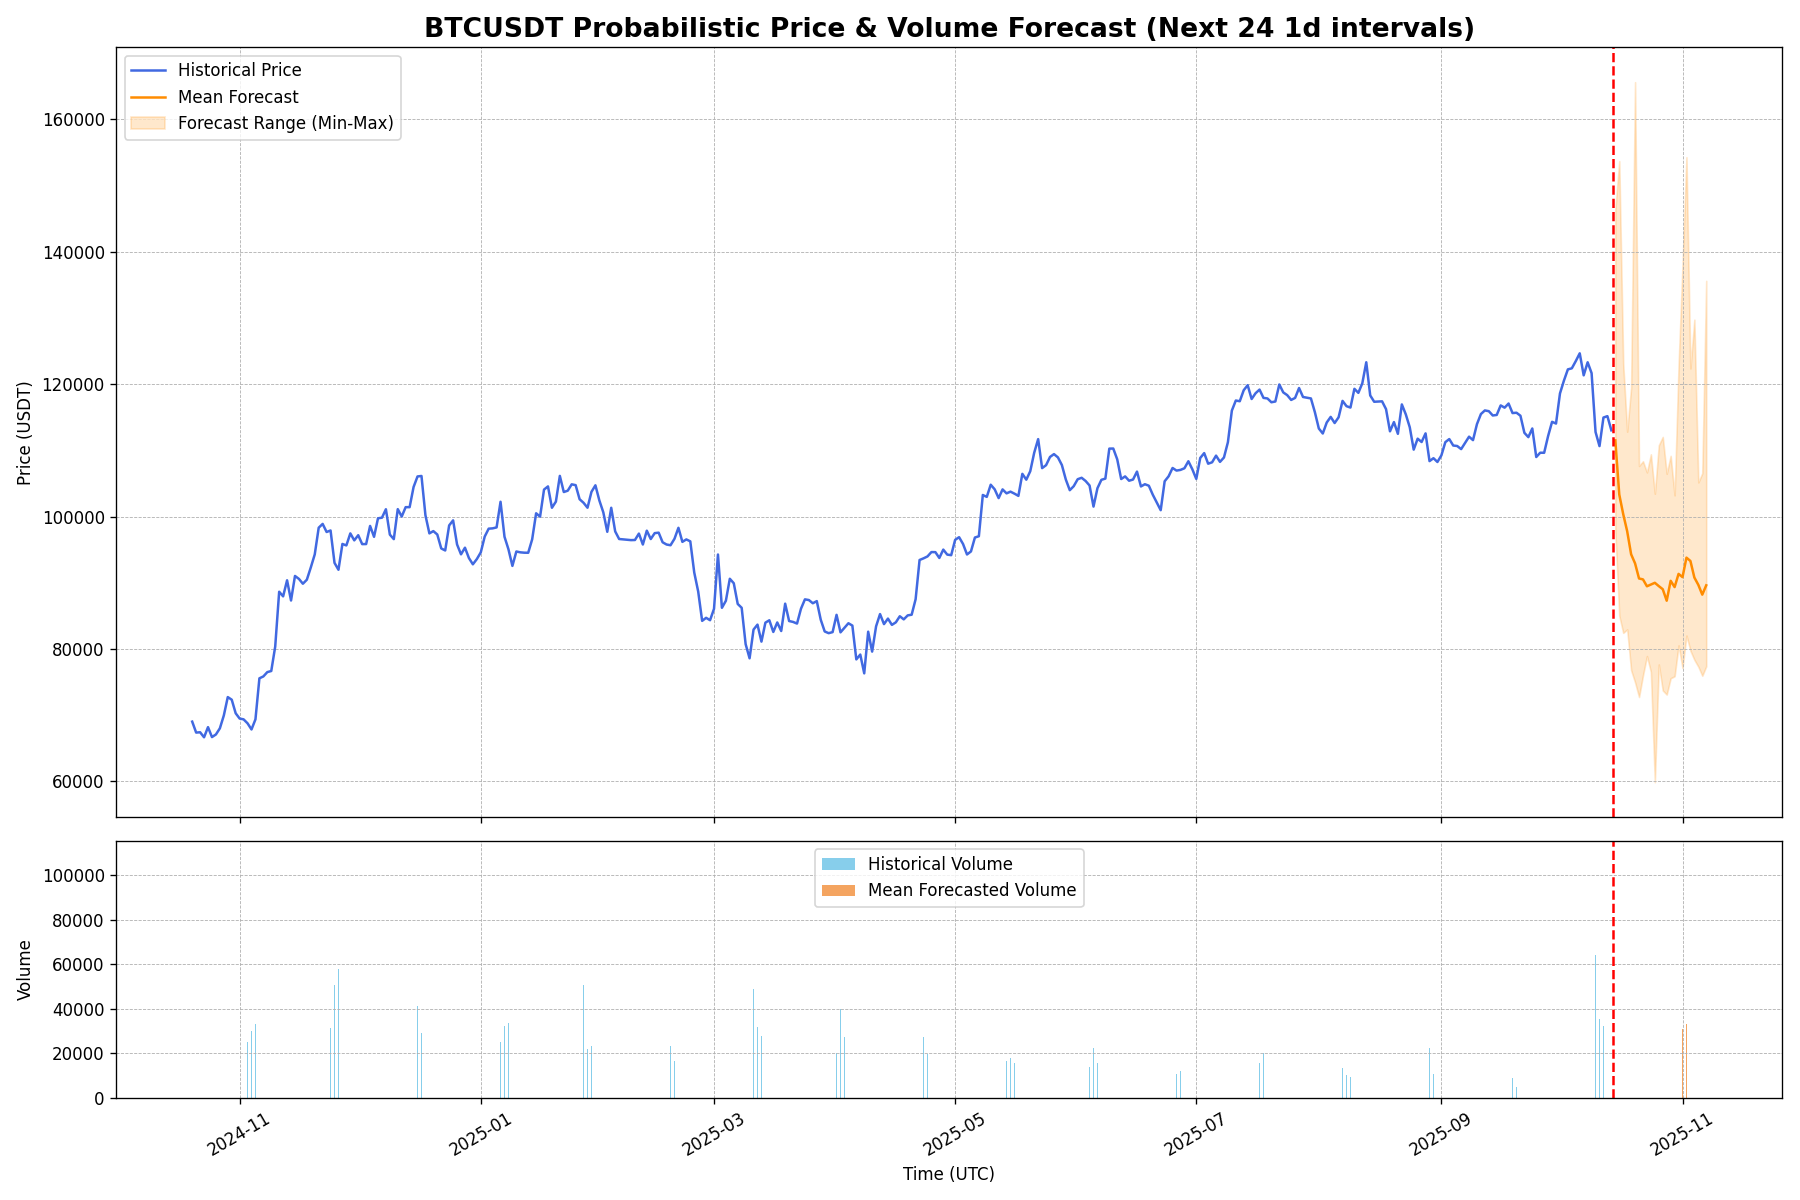 BTCUSDT Probabilistic Price & Volume Forecast (Next 24 1d intervals)
Historical Price
Mean Forecast
Forecast Range (Min-Max)
160000
140000
120000
100000
80000
60000
Price (USDT)
Historical Volume
Mean Forecasted Volume
100000
80000
60000
40000
20000
0
Volume
2024-11
2025-01
2025-03
2025-05
2025-07
2025-09
2025-11
Time (UTC)